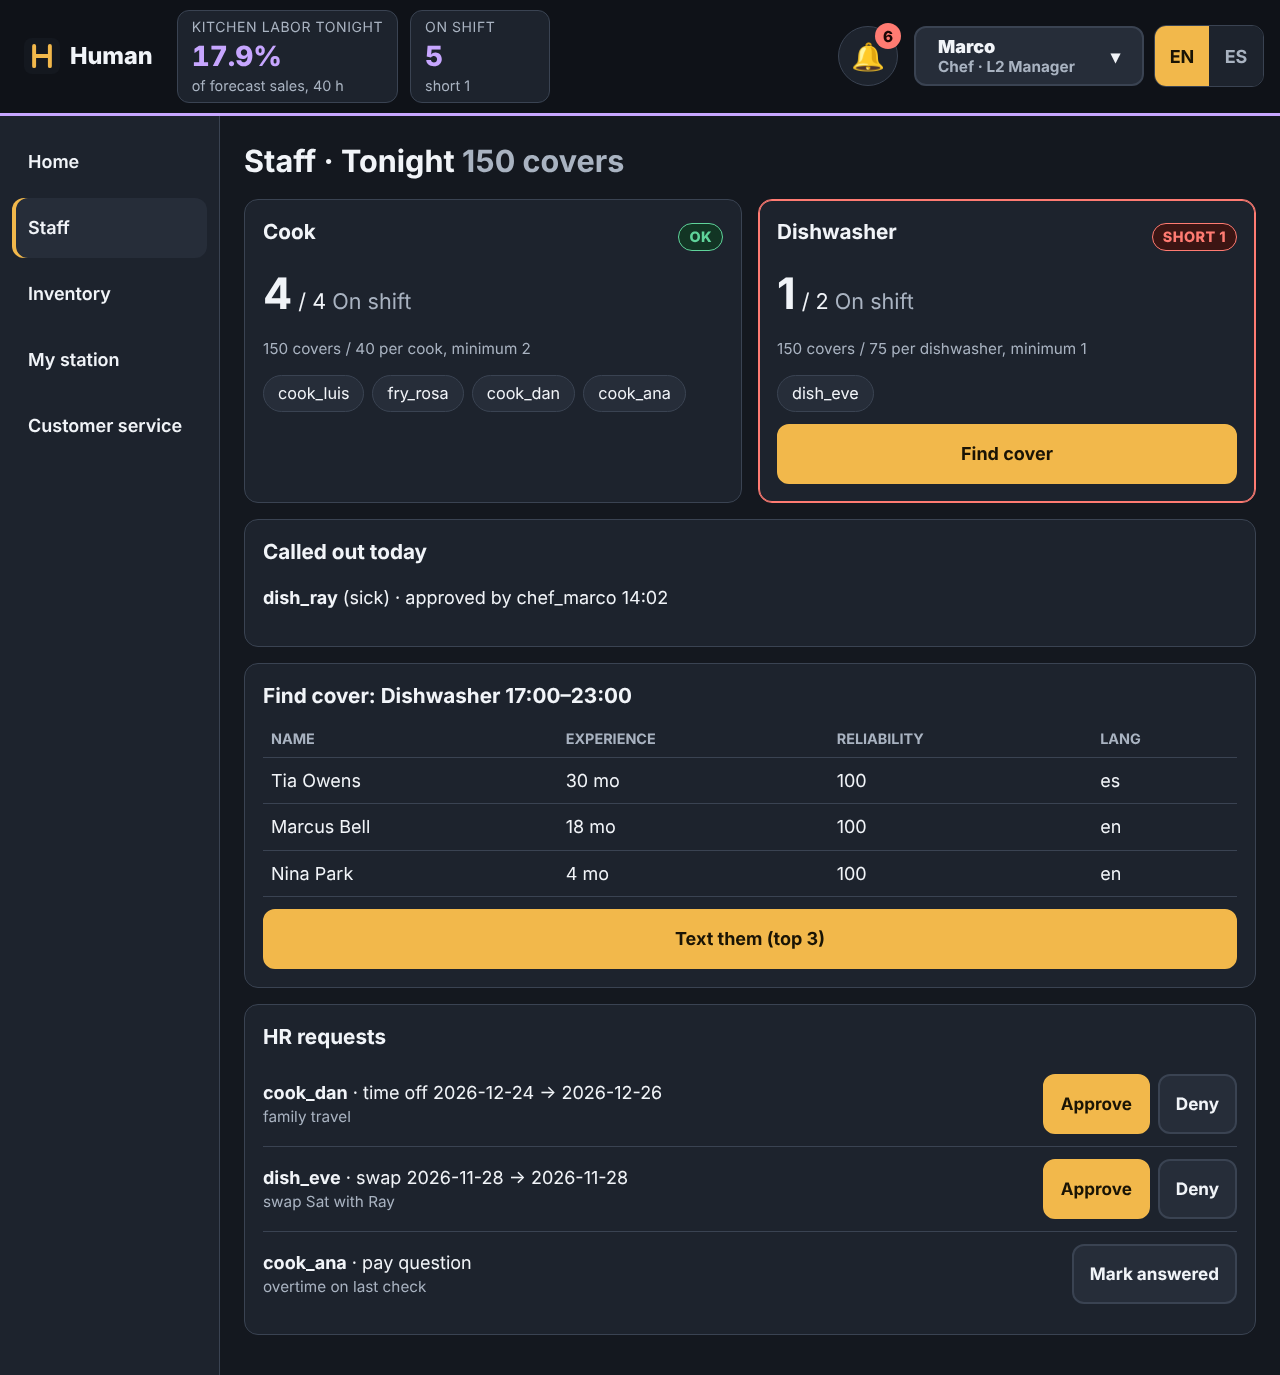 Human
KITCHEN LABOR TONIGHT
17.9%
of forecast sales, 40 h
ON SHIFT
5
short 1
6
Marco
Chef · L2 Manager
EN
ES
Home
Staff
Inventory
My station
Customer service
Staff · Tonight 150 covers
Cook
OK
4 / 4 On shift
150 covers / 40 per cook, minimum 2
cook_luis fry_rosa cook_dan cook_ana
Dishwasher
SHORT 1
1 / 2 On shift
150 covers / 75 per dishwasher, minimum 1
dish_eve
Find cover
Called out today
dish_ray (sick) · approved by chef_marco 14:02
Find cover: Dishwasher 17:00–23:00
NAME EXPERIENCE RELIABILITY LANG
Tia Owens 30 mo 100 es
Marcus Bell 18 mo 100 en
Nina Park 4 mo 100 en
Text them (top 3)
HR requests
cook_dan · time off 2026-12-24 → 2026-12-26
family travel
Approve Deny
dish_eve · swap 2026-11-28 → 2026-11-28
swap Sat with Ray
Approve Deny
cook_ana · pay question
overtime on last check
Mark answered